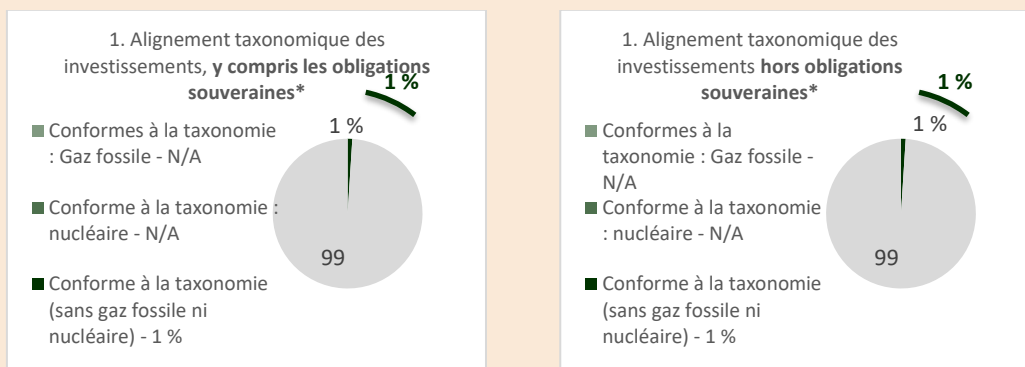 1. Alignement taxonomique des
investissements, y compris les obligations
souveraines*
1 %
1 %
Conformes à la taxonomie
: Gaz fossile - N/A
Conforme à la taxonomie :
nucléaire - N/A
99
Conforme à la taxonomie
(sans gaz fossile ni
nucléaire) - 1 %
1. Alignement taxonomique des
investissements hors obligations
souveraines*
1 %
1 %
Conformes à la
taxonomie : Gaz fossile -
N/A
Conforme à la taxonomie
: nucléaire - N/A
99
Conforme à la taxonomie
(sans gaz fossile ni
nucléaire) - 1 %